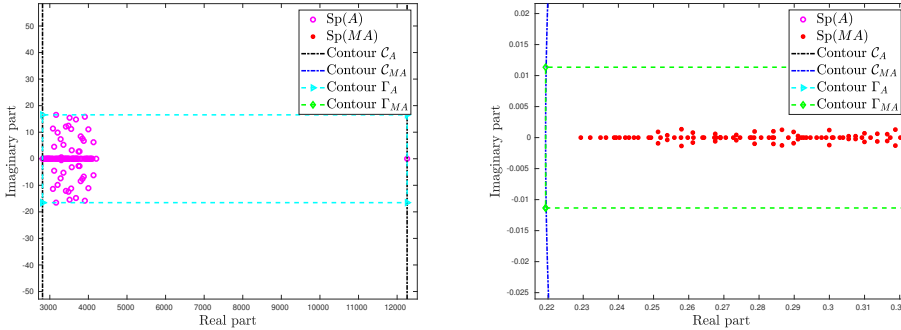 50
40
30
20
10
0
-10
-20
-30
-40
-50
Imaginary part
3000 4000 5000 6000 7000 8000 9000 10000 11000 12000
Real part
Sp(A)
Sp(MA)
Contour C_A
Contour C_MA
Contour Γ_A
Contour Γ_MA
0.02
0.015
0.01
0.005
0
-0.005
-0.01
-0.015
-0.02
-0.025
Imaginary part
0.22 0.23 0.24 0.25 0.26 0.27 0.28 0.29 0.3 0.31 0.32
Real part
Sp(A)
Sp(MA)
Contour C_A
Contour C_MA
Contour Γ_A
Contour Γ_MA